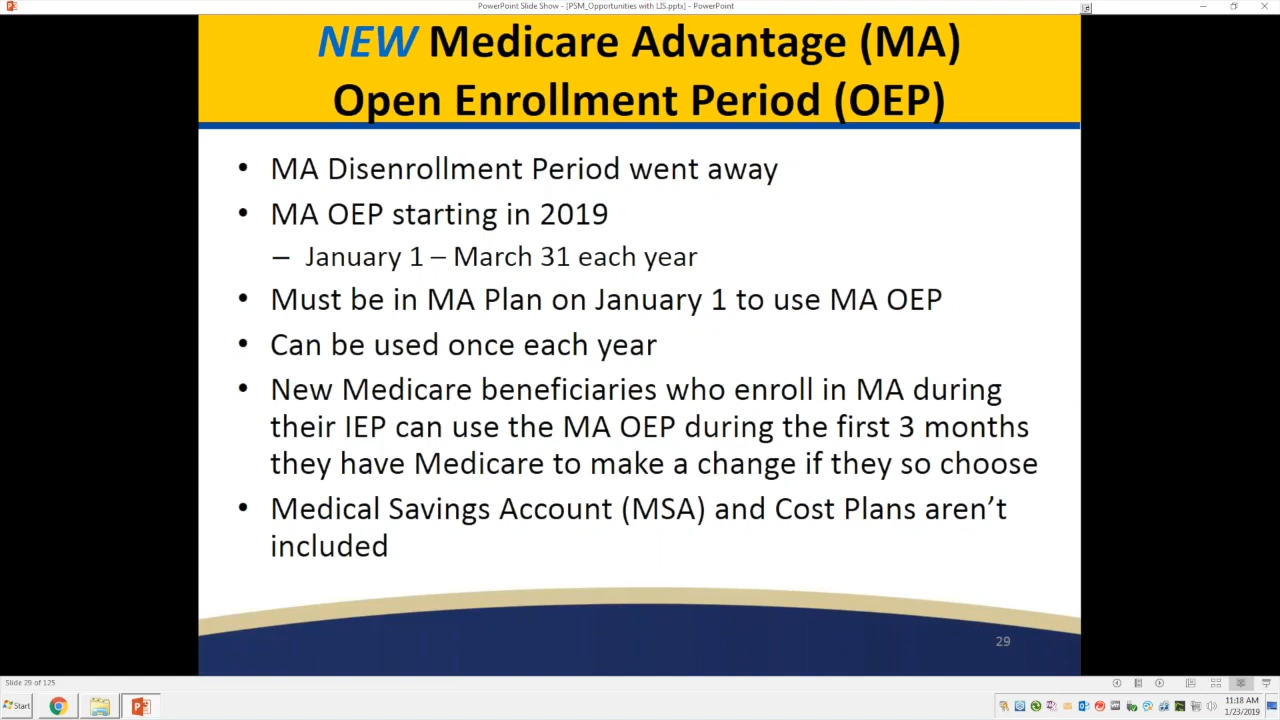 PowerPoint Slide Show - [PSM_Opportunities with LIS.pptx] - PowerPoint
NEW Medicare Advantage (MA)
Open Enrollment Period (OEP)
• MA Disenrollment Period went away
• MA OEP starting in 2019
– January 1 – March 31 each year
• Must be in MA Plan on January 1 to use MA OEP
• Can be used once each year
• New Medicare beneficiaries who enroll in MA during
their IEP can use the MA OEP during the first 3 months
they have Medicare to make a change if they so choose
• Medical Savings Account (MSA) and Cost Plans aren’t
included
29
Slide 29 of 125
Start
11:18 AM
1/23/2019